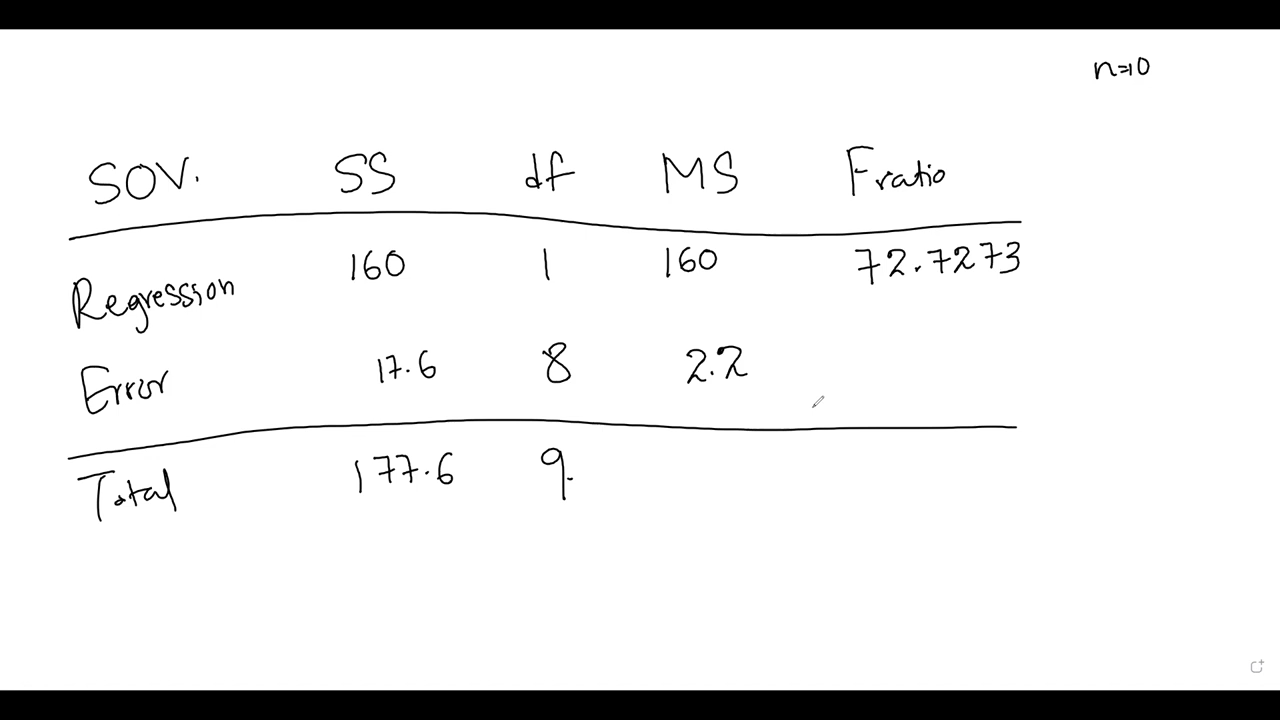 n=10
SOV. SS df MS Fratio
Regresssion 160 1 160 72.7273
Error 17.6 8 2.2
Total 177.6 9.